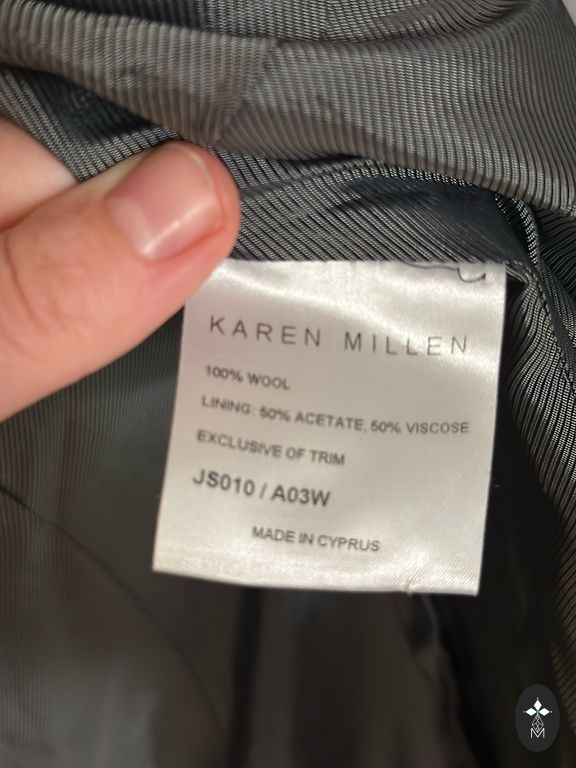 KAREN MILLEN
100% WOOL
LINING: 50% ACETATE, 50% VISCOSE
EXCLUSIVE OF TRIM
JS010 / A03W
MADE IN CYPRUS
M